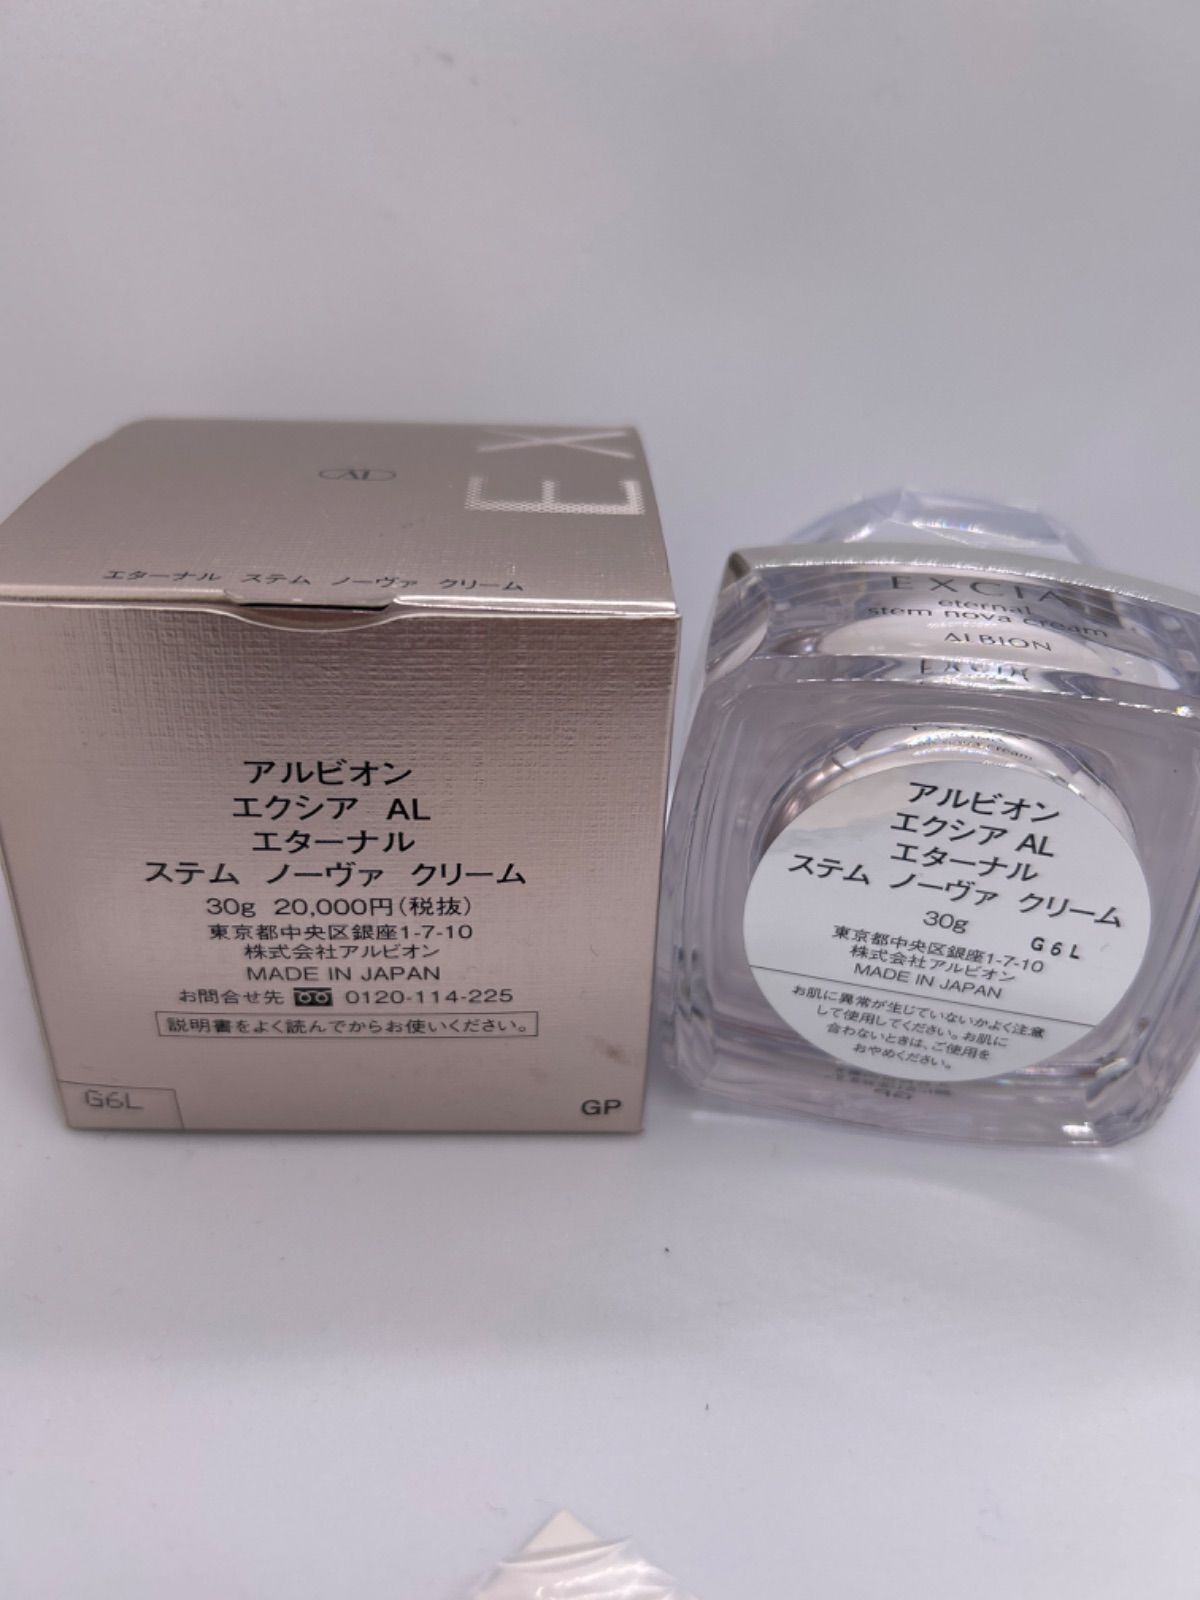 EX
AL
エターナル ステム ノーヴァ クリーム
アルビオン
エクシア AL
エターナル
ステム ノーヴァ クリーム
30g 20,000円(税抜)
東京都中央区銀座1-7-10
株式会社アルビオン
MADE IN JAPAN
お問合せ先 0120-114-225
説明書をよく読んでからお使いください。
G6L
GP
eternal
stem nova cream
ALBION
アルビオン
エクシア AL
エターナル
ステム ノーヴァ クリーム
30g
G6L
東京都中央区銀座1-7-10
株式会社アルビオン
MADE IN JAPAN
お肌に異常が生じていないかよく注意
して使用してください。お肌に
合わないときは、ご使用を
おやめください。